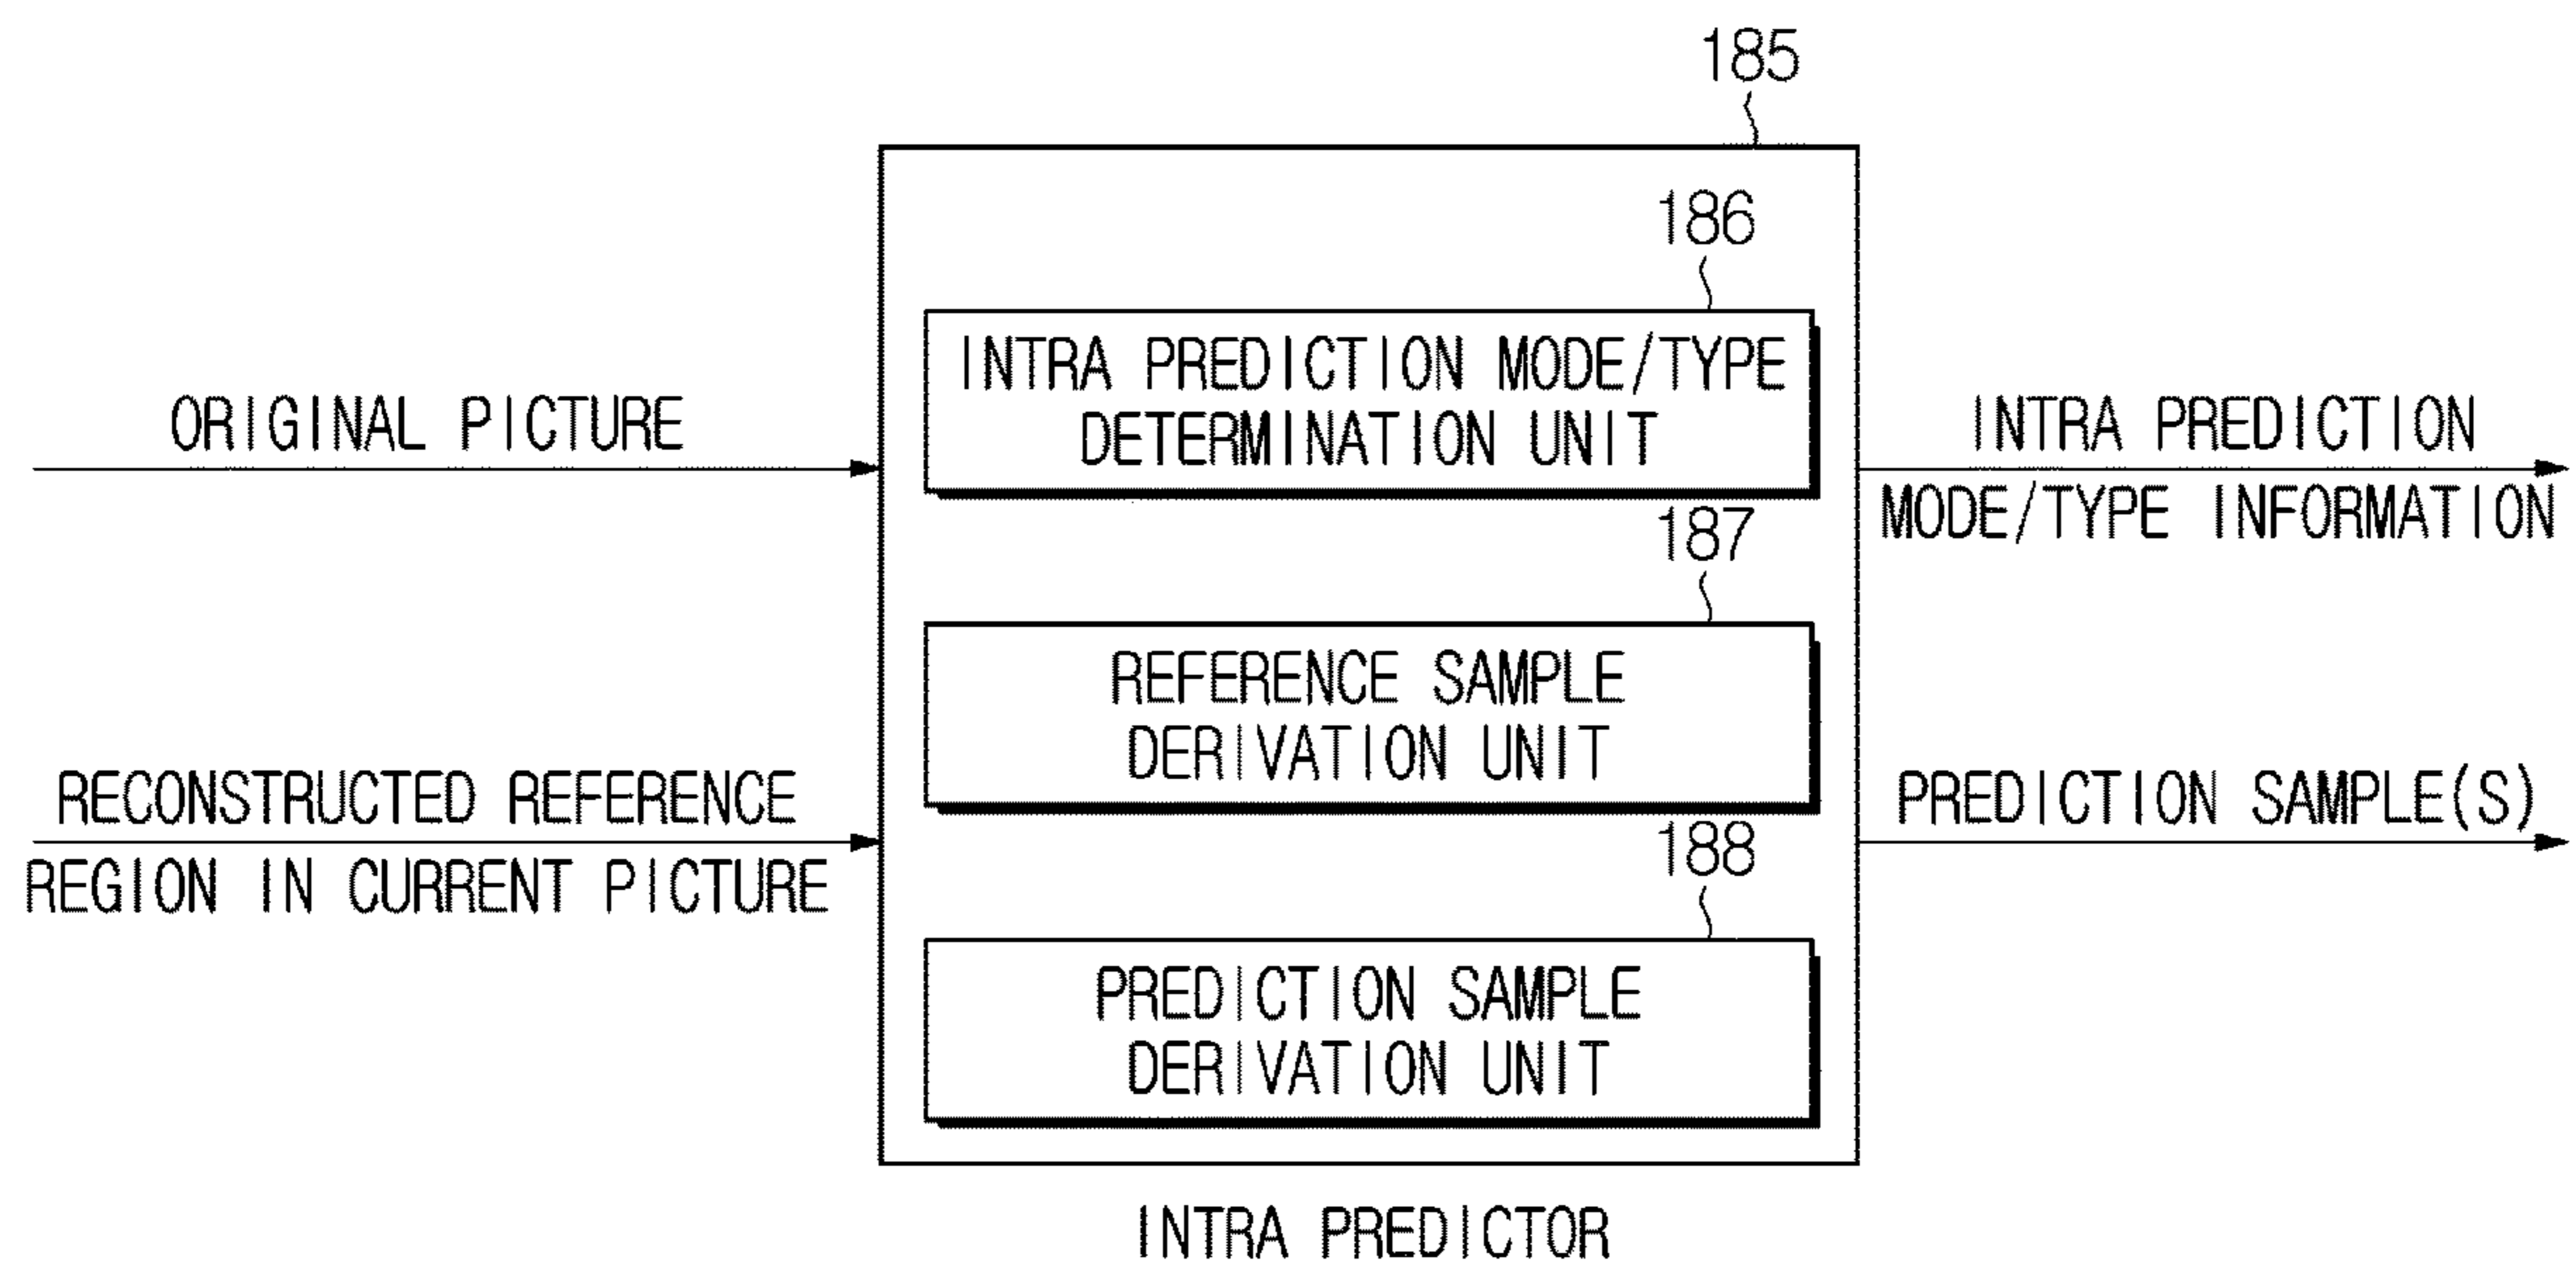 185
186
INTRA PREDICTION MODE/TYPE
DETERMINATION UNIT
ORIGINAL PICTURE
INTRA PREDICTION
MODE/TYPE INFORMATION
187
REFERENCE SAMPLE
DERIVATION UNIT
RECONSTRUCTED REFERENCE
REGION IN CURRENT PICTURE
PREDICTION SAMPLE(S)
188
PREDICTION SAMPLE
DERIVATION UNIT
INTRA PREDICTOR